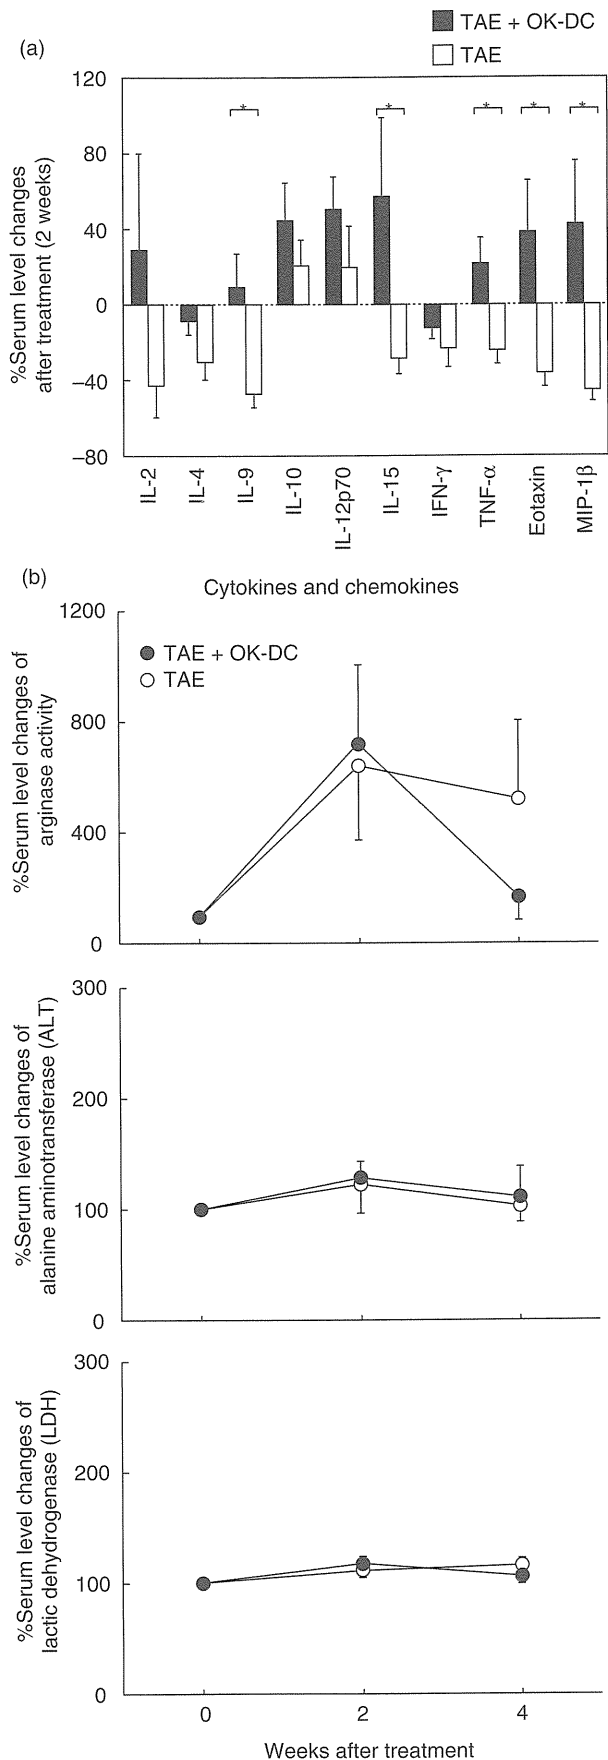 (a)
TAE + OK-DC
TAE
%Serum level changes
after treatment (2 weeks)
120
80
40
0
−40
−80
* * * * *
IL-2
IL-4
IL-9
IL-10
IL-12p70
IL-15
IFN-γ
TNF-α
Eotaxin
MIP-1β
Cytokines and chemokines
(b)
%Serum level changes of
arginase activity
1200
800
400
0
TAE + OK-DC
TAE
%Serum level changes of
alanine aminotransferase (ALT)
300
200
100
0
%Serum level changes of
lactic dehydrogenase (LDH)
300
200
100
0
0 2 4
Weeks after treatment